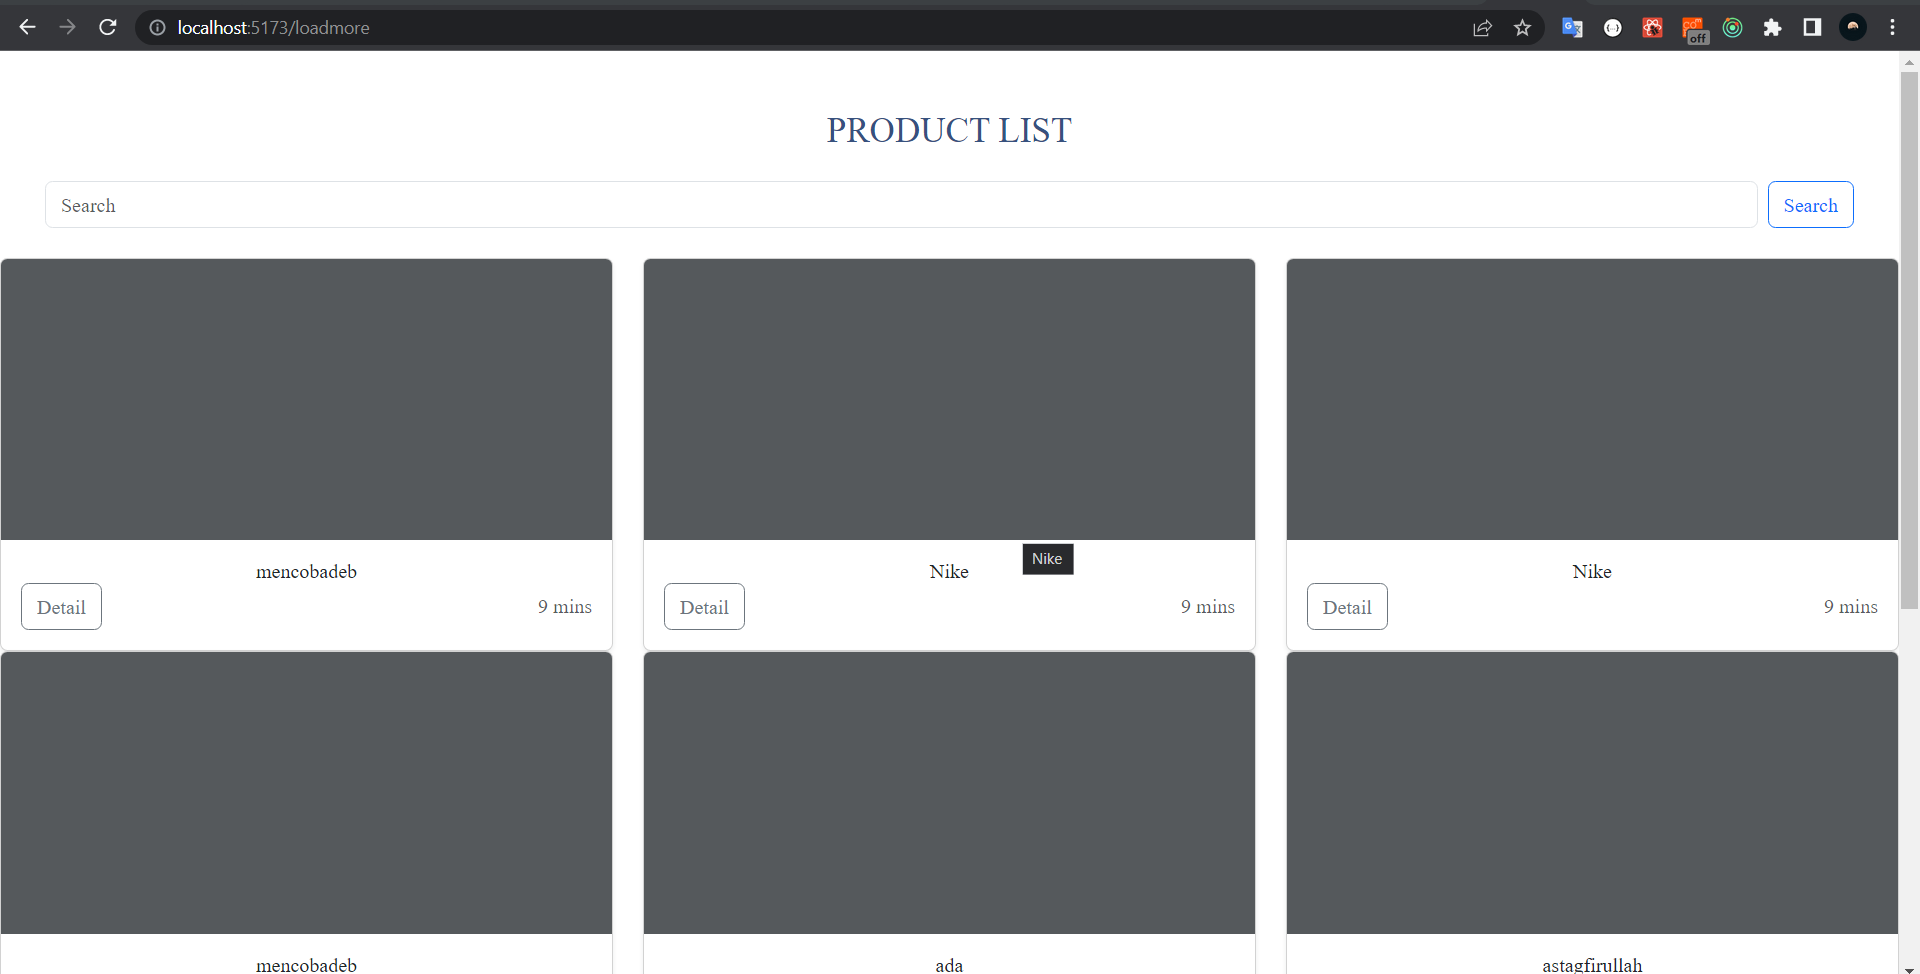 localhost:5173/loadmore
off
PRODUCT LIST
Search
Search
mencobadeb
Detail
9 mins
Nike
Nike
Detail
9 mins
Nike
Detail
9 mins
mencobadeb
ada
astagfirullah